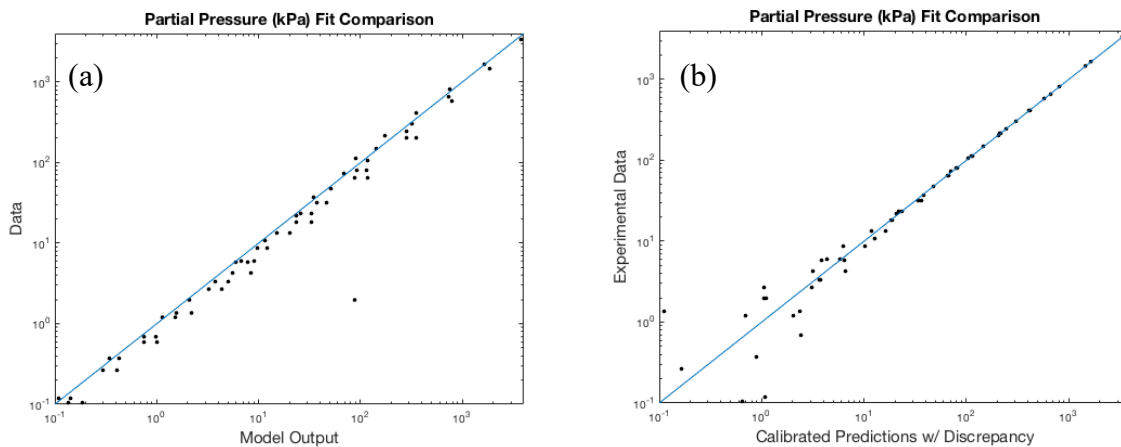 Partial Pressure (kPa) Fit Comparison
(a)
10^3
10^2
10^1
10^0
10^-1
Data
10^-1 10^0 10^1 10^2 10^3
Model Output
Partial Pressure (kPa) Fit Comparison
(b)
10^3
10^2
10^1
10^0
10^-1
Experimental Data
10^-1 10^0 10^1 10^2 10^3
Calibrated Predictions w/ Discrepancy